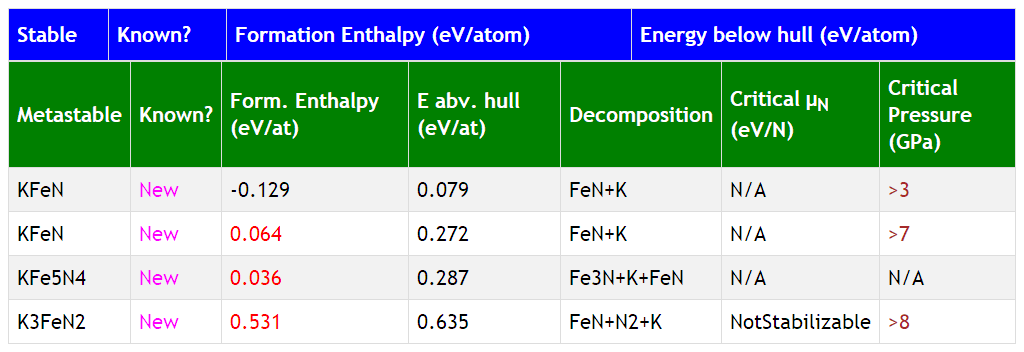 Stable Known? Formation Enthalpy (eV/atom) Energy below hull (eV/atom)
Metastable Known? Form. Enthalpy (eV/at) E abv. hull (eV/at) Decomposition Critical μN (eV/N) Critical Pressure (GPa)
KFeN New -0.129 0.079 FeN+K N/A >3
KFeN New 0.064 0.272 FeN+K N/A >7
KFe5N4 New 0.036 0.287 Fe3N+K+FeN N/A N/A
K3FeN2 New 0.531 0.635 FeN+N2+K NotStabilizable >8